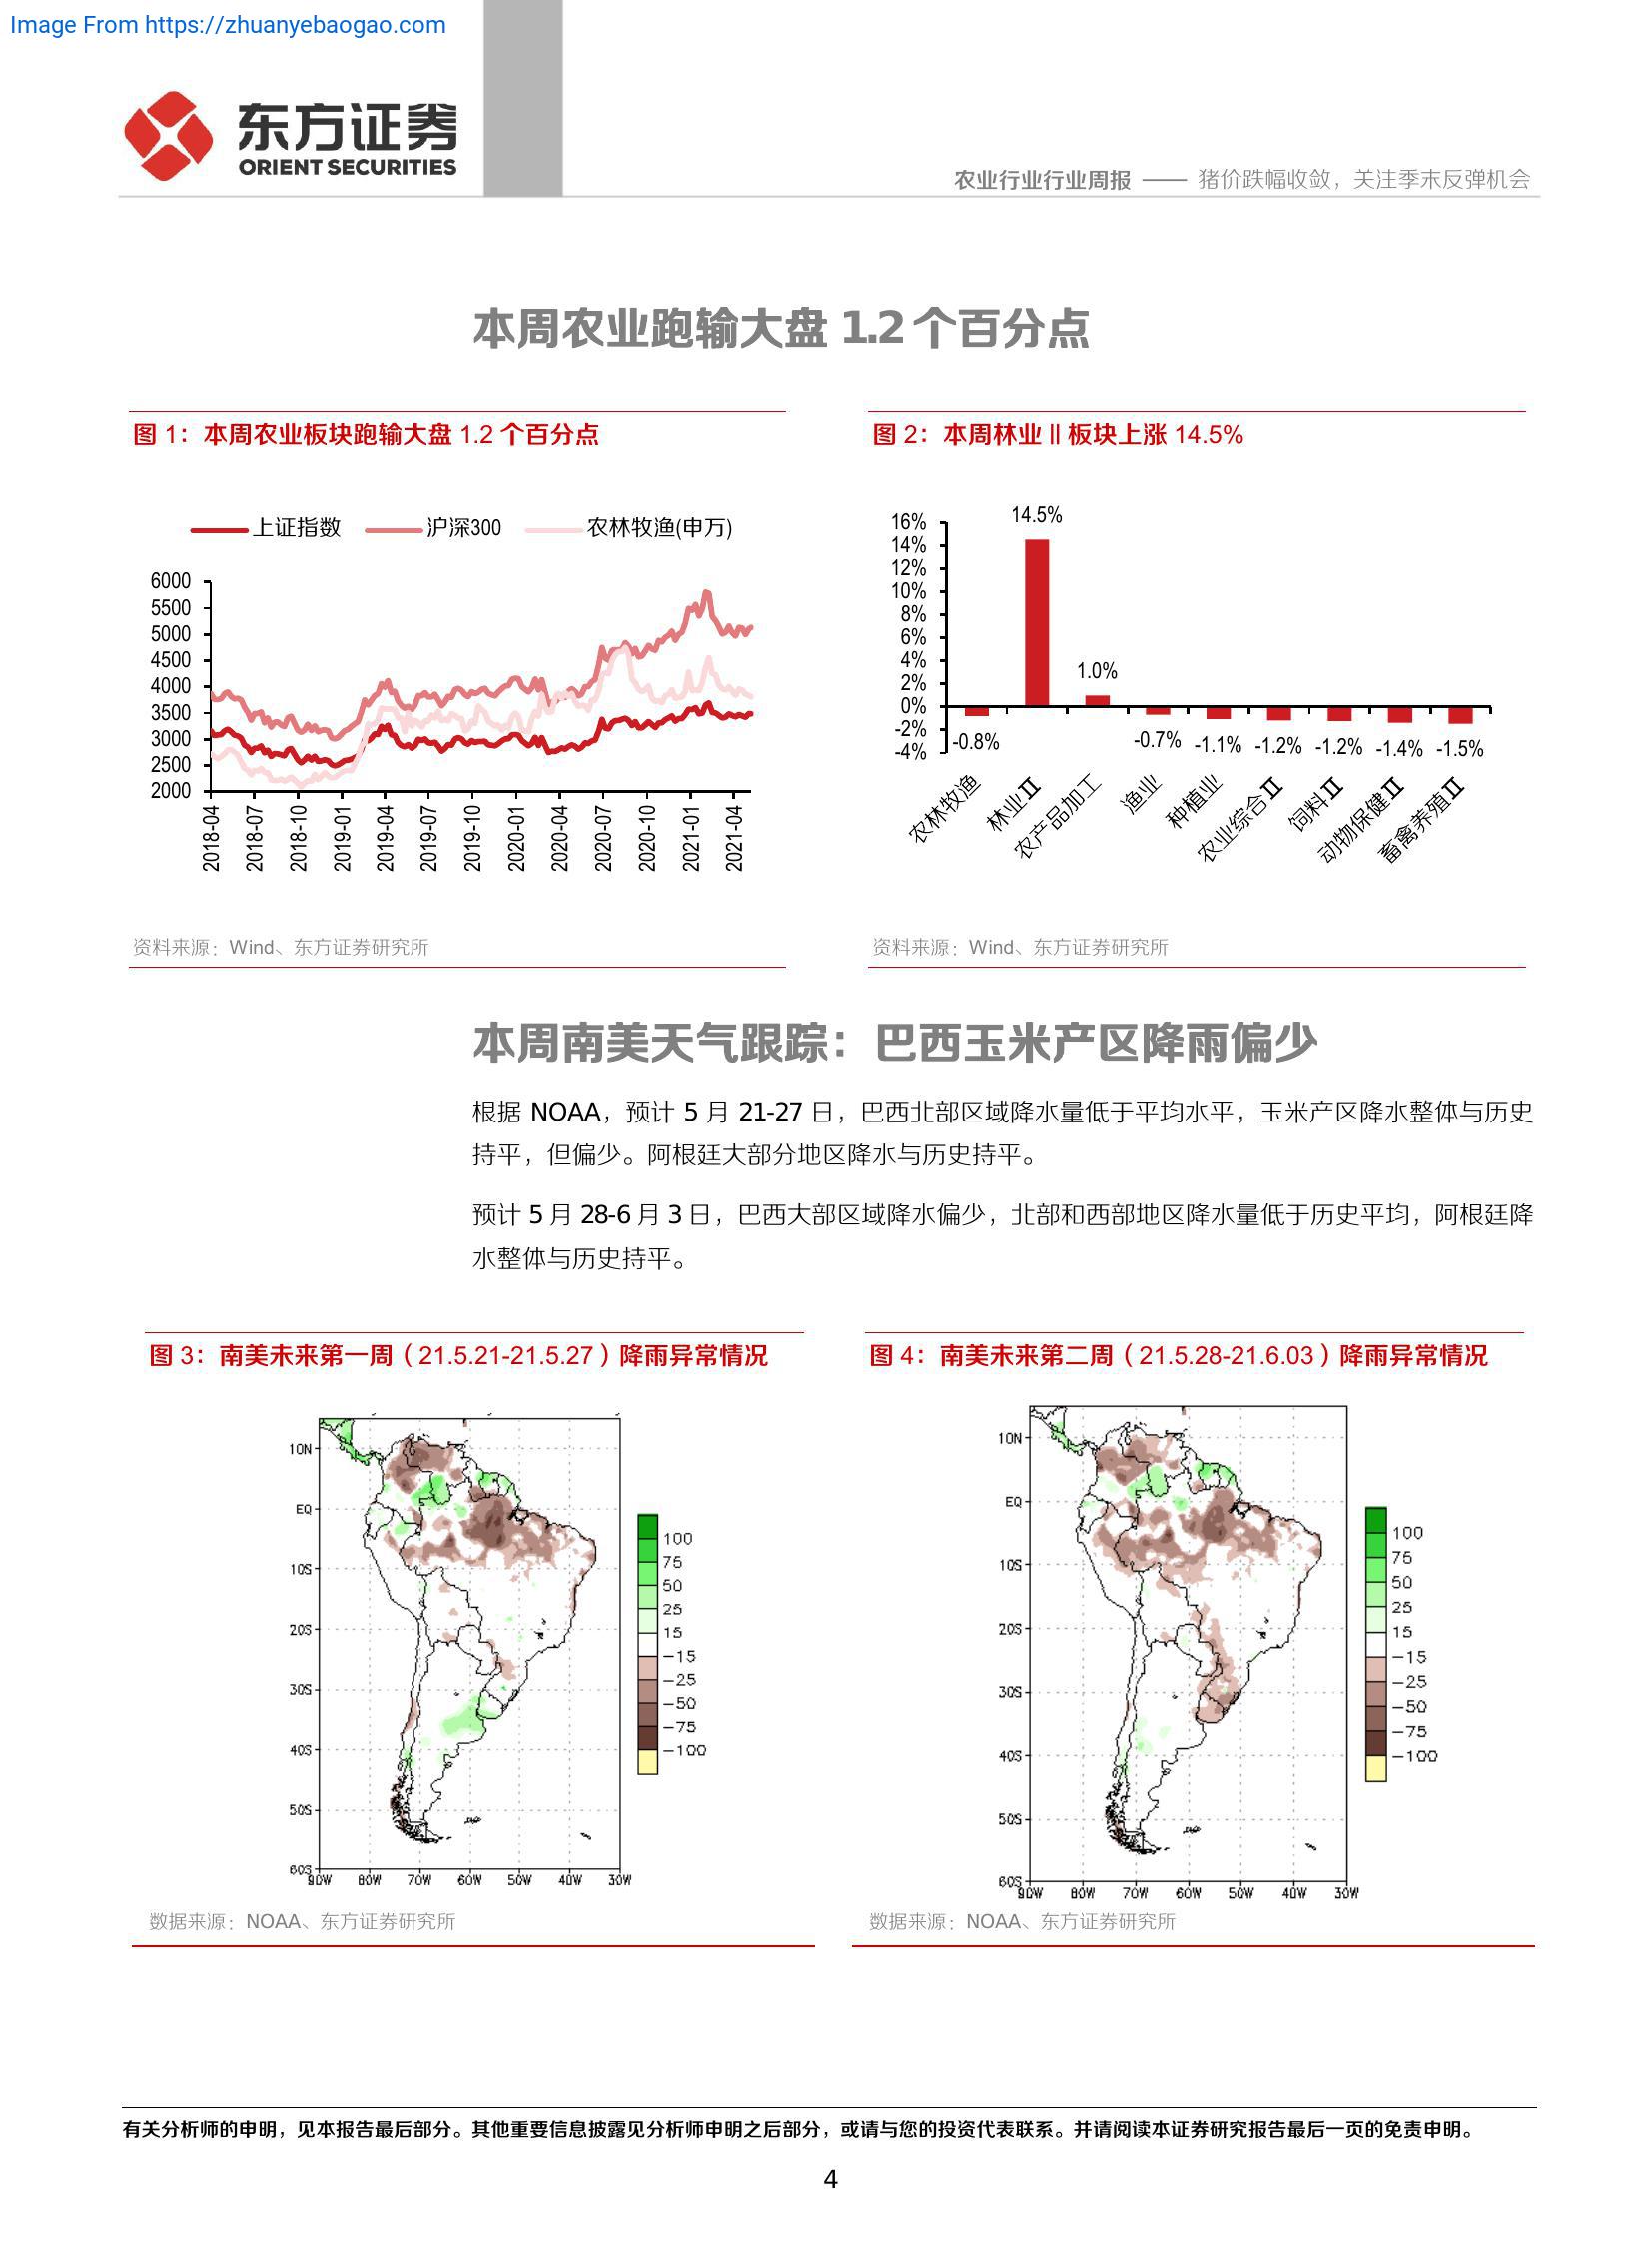 Image From https://zhuanyebaogao.com
东方证券
ORIENT SECURITIES
农业行业行业周报 —— 猪价跌幅收敛，关注季末反弹机会
本周农业跑输大盘 1.2 个百分点
图 1：本周农业板块跑输大盘 1.2 个百分点
上证指数 沪深300 农林牧渔(申万)
6000
5500
5000
4500
4000
3500
3000
2500
2000
2018-04 2018-07 2018-10 2019-01 2019-04 2019-07 2019-10 2020-01 2020-04 2020-07 2020-10 2021-01 2021-04
资料来源：Wind、东方证券研究所
图 2：本周林业Ⅱ板块上涨 14.5%
16%
14%
12%
10%
8%
6%
4%
2%
0%
-2%
-4%
-0.8% 14.5% 1.0% -0.7% -1.1% -1.2% -1.2% -1.4% -1.5%
农林牧渔 林业Ⅱ 农产品加工 渔业 种植业 农业综合Ⅱ 饲料Ⅱ 动物保健Ⅱ 畜禽养殖Ⅱ
资料来源：Wind、东方证券研究所
本周南美天气跟踪：巴西玉米产区降雨偏少
根据 NOAA，预计 5 月 21-27 日，巴西北部区域降水量低于平均水平，玉米产区降水整体与历史
持平，但偏少。阿根廷大部分地区降水与历史持平。
预计 5 月 28-6 月 3 日，巴西大部区域降水偏少，北部和西部地区降水量低于历史平均，阿根廷降
水整体与历史持平。
图 3：南美未来第一周（21.5.21-21.5.27）降雨异常情况
10N
EQ
10S
20S
30S
40S
50S
60S
90W 80W 70W 60W 50W 40W 30W
100
75
50
25
15
-15
-25
-50
-75
-100
数据来源：NOAA、东方证券研究所
图 4：南美未来第二周（21.5.28-21.6.03）降雨异常情况
10N
EQ
10S
20S
30S
40S
50S
60S
90W 80W 70W 60W 50W 40W 30W
100
75
50
25
15
-15
-25
-50
-75
-100
数据来源：NOAA、东方证券研究所
有关分析师的申明，见本报告最后部分。其他重要信息披露见分析师申明之后部分，或请与您的投资代表联系。并请阅读本证券研究报告最后一页的免责申明。
4